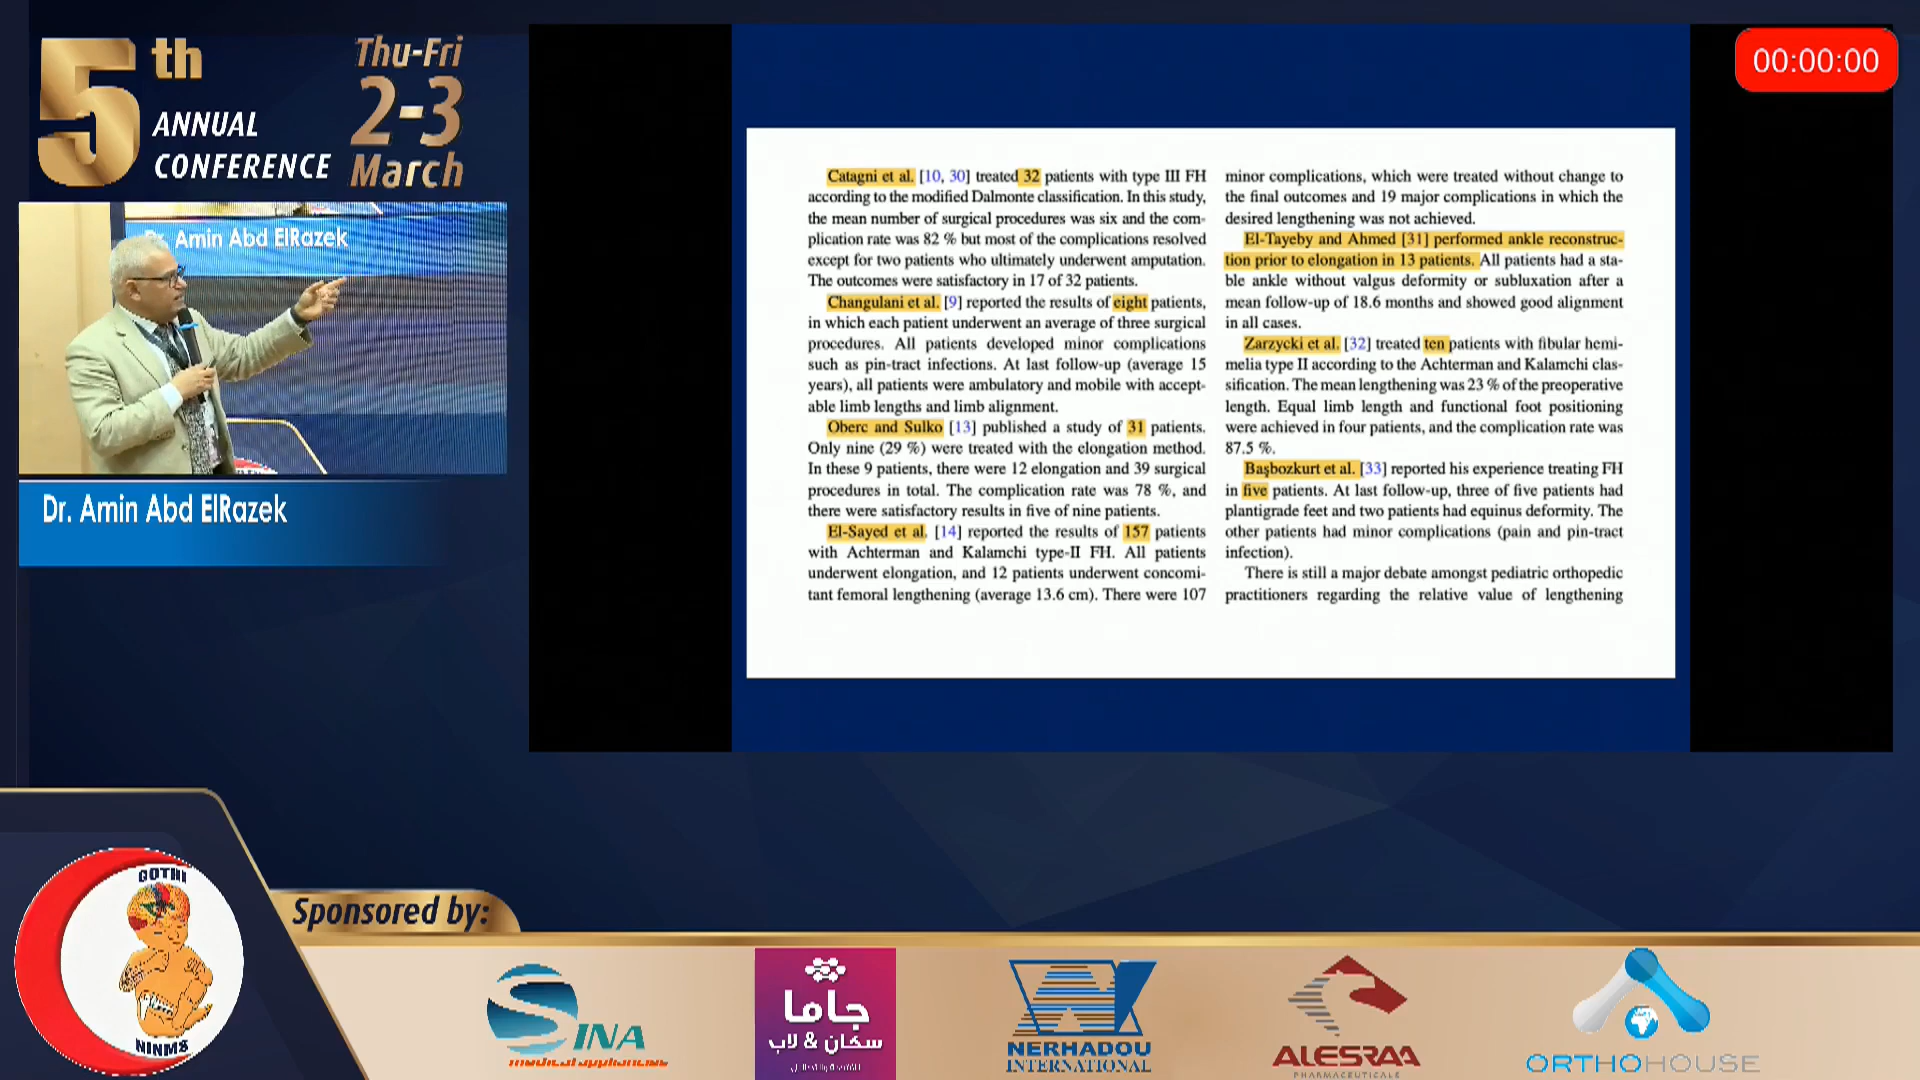 5th
ANNUAL
CONFERENCE
Thu-Fri
2-3
March
00:00:00
Dr. Amin Abd ElRazek
Dr. Amin Abd ElRazek
Catagni et al. [10, 30] treated 32 patients with type III FH
according to the modified Dalmonte classification. In this study,
the mean number of surgical procedures was six and the com-
plication rate was 82 % but most of the complications resolved
except for two patients who ultimately underwent amputation.
The outcomes were satisfactory in 17 of 32 patients.
Changulani et al. [9] reported the results of eight patients,
in which each patient underwent an average of three surgical
procedures. All patients developed minor complications
such as pin-tract infections. At last follow-up (average 15
years), all patients were ambulatory and mobile with accept-
able limb lengths and limb alignment.
Oberc and Sulko [13] published a study of 31 patients.
Only nine (29 %) were treated with the elongation method.
In these 9 patients, there were 12 elongation and 39 surgical
procedures in total. The complication rate was 78 %, and
there were satisfactory results in five of nine patients.
El-Sayed et al. [14] reported the results of 157 patients
with Achterman and Kalamchi type-II FH. All patients
underwent elongation, and 12 patients underwent concomi-
tant femoral lengthening (average 13.6 cm). There were 107
minor complications, which were treated without change to
the final outcomes and 19 major complications in which the
desired lengthening was not achieved.
El-Tayeby and Ahmed [31] performed ankle reconstruc-
tion prior to elongation in 13 patients. All patients had a sta-
ble ankle without valgus deformity or subluxation after a
mean follow-up of 18.6 months and showed good alignment
in all cases.
Zarzycki et al. [32] treated ten patients with fibular hemi-
melia type II according to the Achterman and Kalamchi clas-
sification. The mean lengthening was 23 % of the preoperative
length. Equal limb length and functional foot positioning
were achieved in four patients, and the complication rate was
87.5 %.
Başbozkurt et al. [33] reported his experience treating FH
in five patients. At last follow-up, three of five patients had
plantigrade feet and two patients had equinus deformity. The
other patients had minor complications (pain and pin-tract
infection).
There is still a major debate amongst pediatric orthopedic
practitioners regarding the relative value of lengthening
GOTHI
NINMS
Sponsored by:
SINA
medical appliances
جاما
سكان & لاب
NERHADOU
INTERNATIONAL
ALESRAA
PHARMACEUTICALS
ORTHOHOUSE